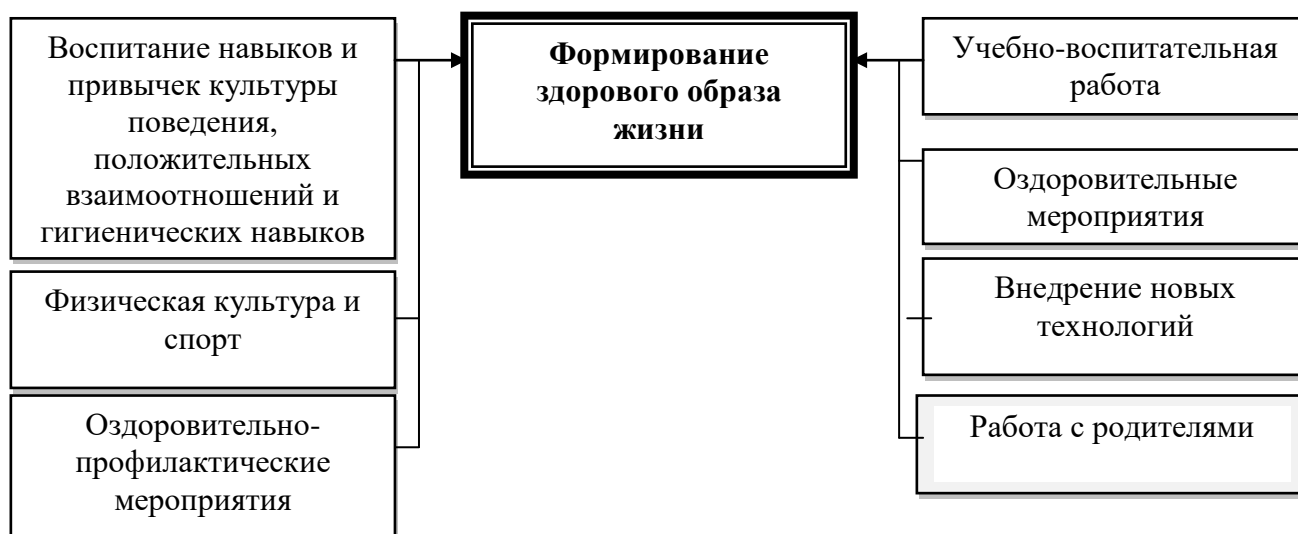 Воспитание навыков и
привычек культуры
поведения,
положительных
взаимоотношений и
гигиенических навыков
Физическая культура и
спорт
Оздоровительно-
профилактические
мероприятия
Формирование
здорового образа
жизни
Учебно-воспитательная
работа
Оздоровительные
мероприятия
Внедрение новых
технологий
Работа с родителями